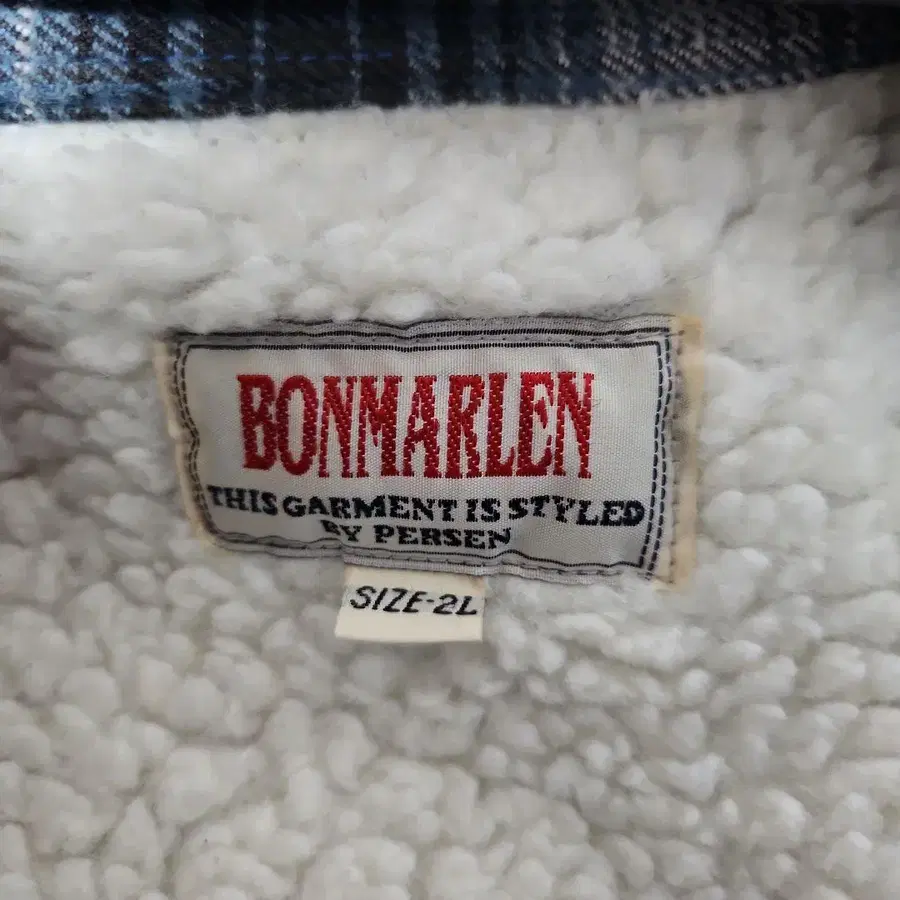 BONMARLEN
THIS GARMENT IS STYLED
BY PERSEN
SIZE-2L